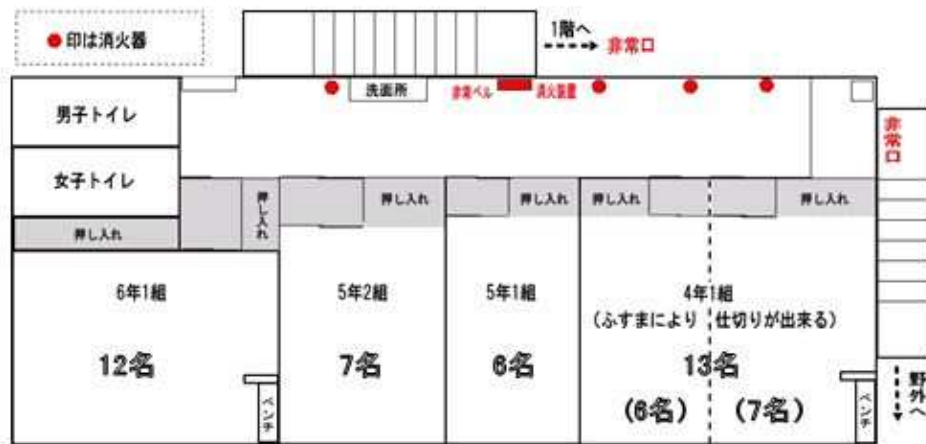 ●印は消火器
1階へ
非常口
洗面所
非常ベル
消火装置
男子トイレ
女子トイレ
押し入れ
押し入れ
押し入れ
押し入れ
押し入れ
押し入れ
非常口
6年1組
12名
ベンチ
5年2組
7名
5年1組
6名
4年1組
(ふすまにより 仕切りが出来る)
13名
(6名)
(7名)
ベンチ
野外へ